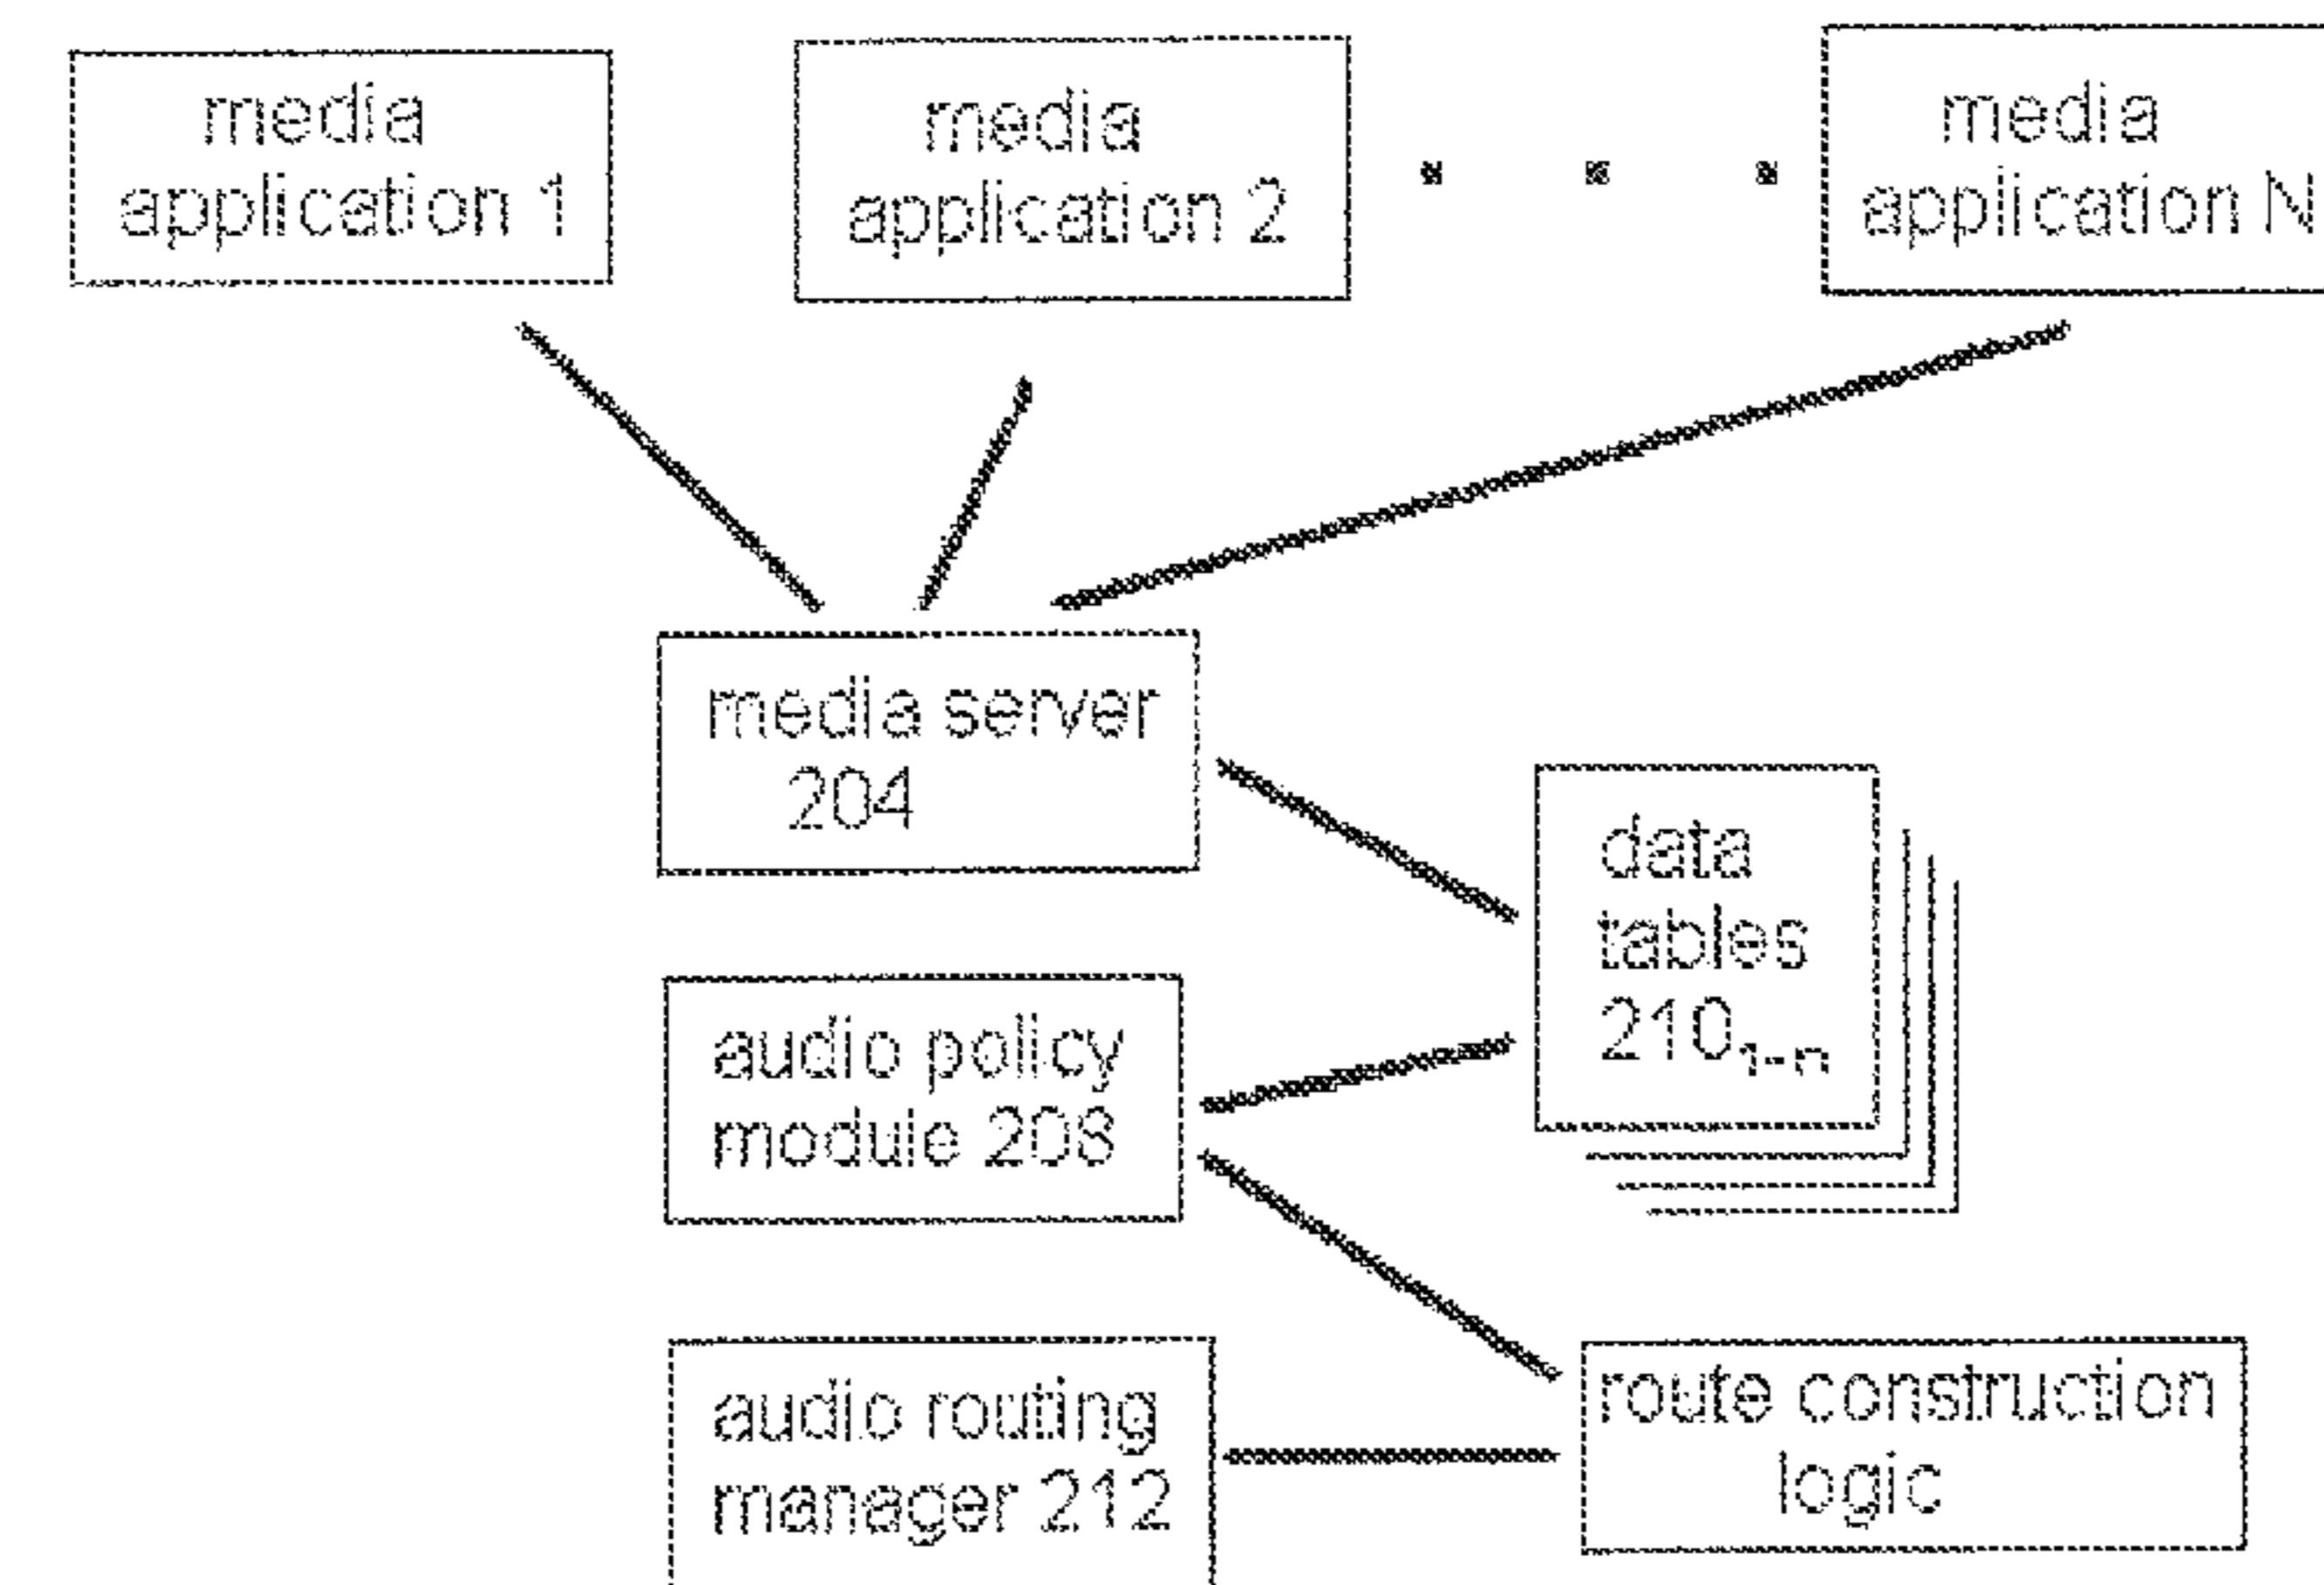 media
application 1
media
application 2
media
application N
media server
204
data
tables
210₁₋ₙ
audio policy
module 208
audio routing
manager 212
route construction
logic